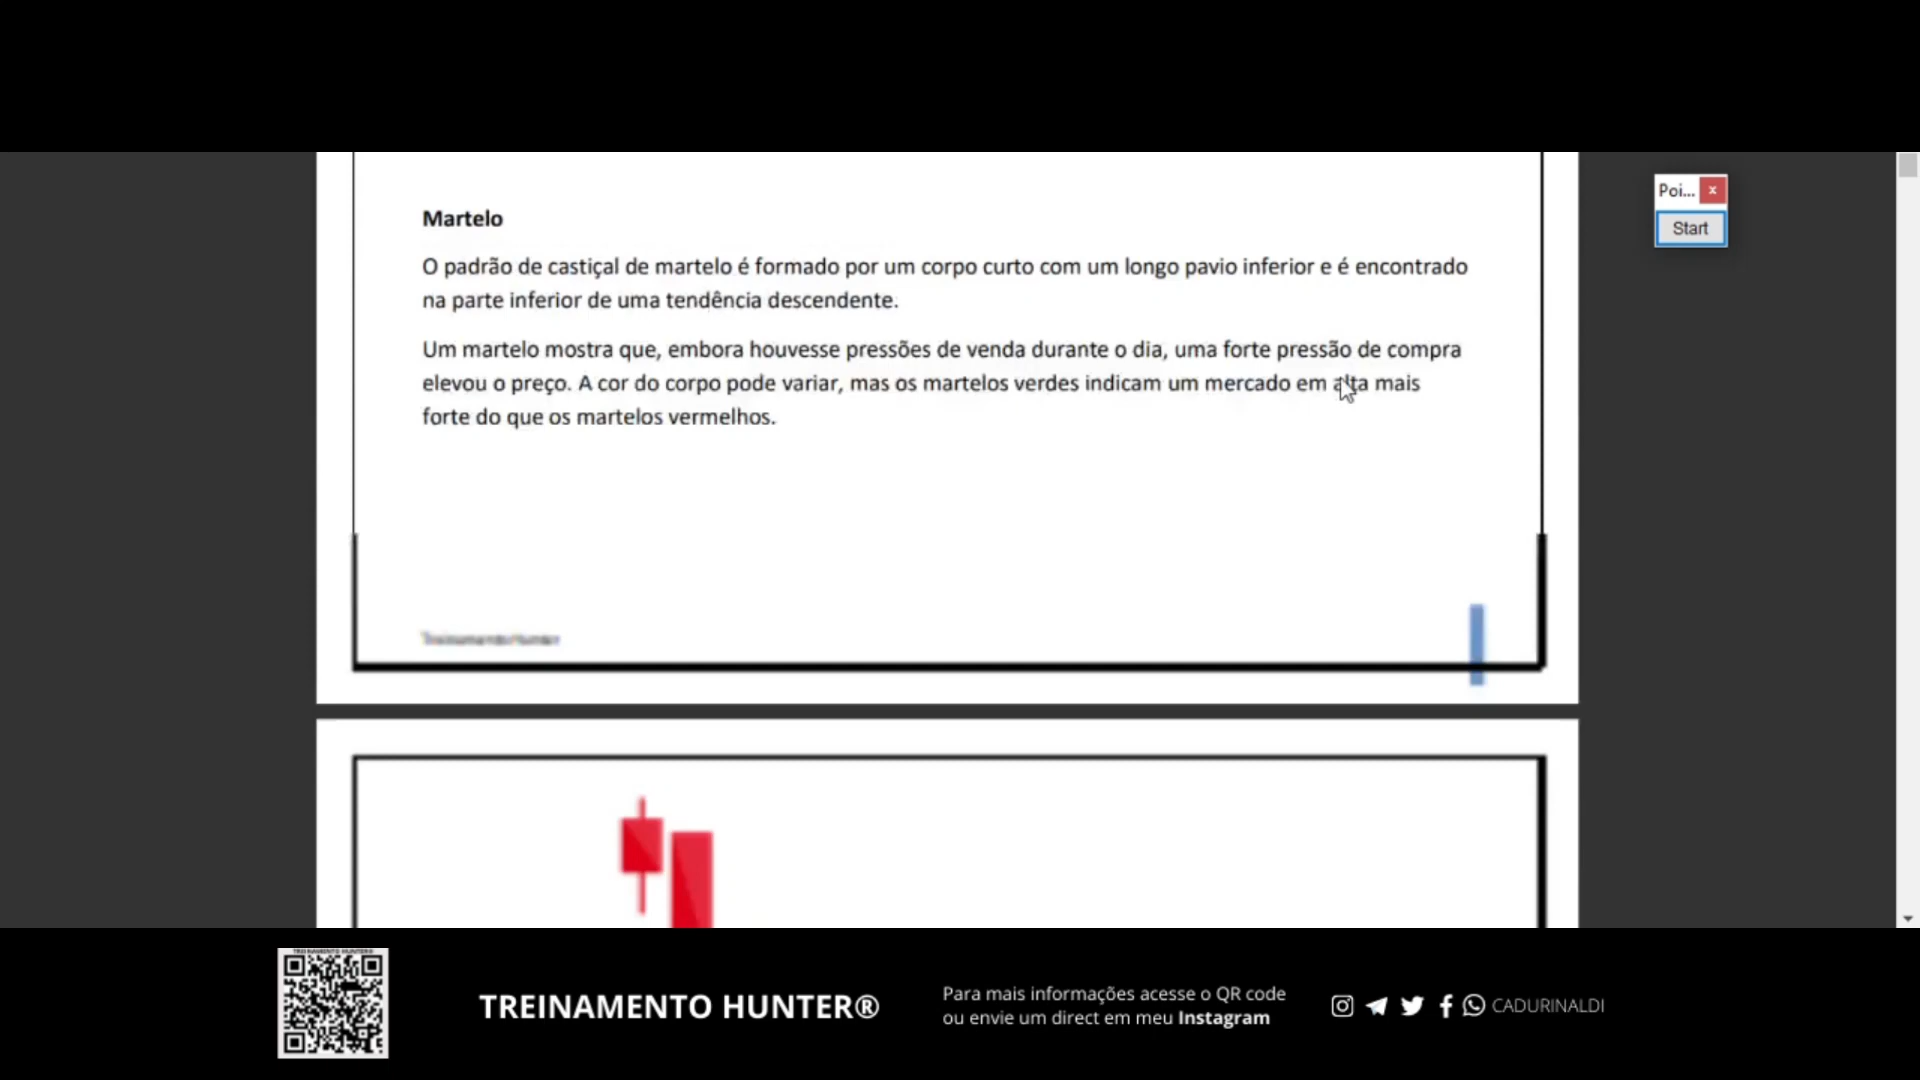 Martelo
O padrão de castiçal de martelo é formado por um corpo curto com um longo pavio inferior e é encontrado
na parte inferior de uma tendência descendente.
Um martelo mostra que, embora houvesse pressões de venda durante o dia, uma forte pressão de compra
elevou o preço. A cor do corpo pode variar, mas os martelos verdes indicam um mercado em alta mais
forte do que os martelos vermelhos.
Treinamento Hunter
Poi...
Start
TREINAMENTO HUNTER®
Para mais informações acesse o QR code
ou envie um direct em meu Instagram
CADURINALDI